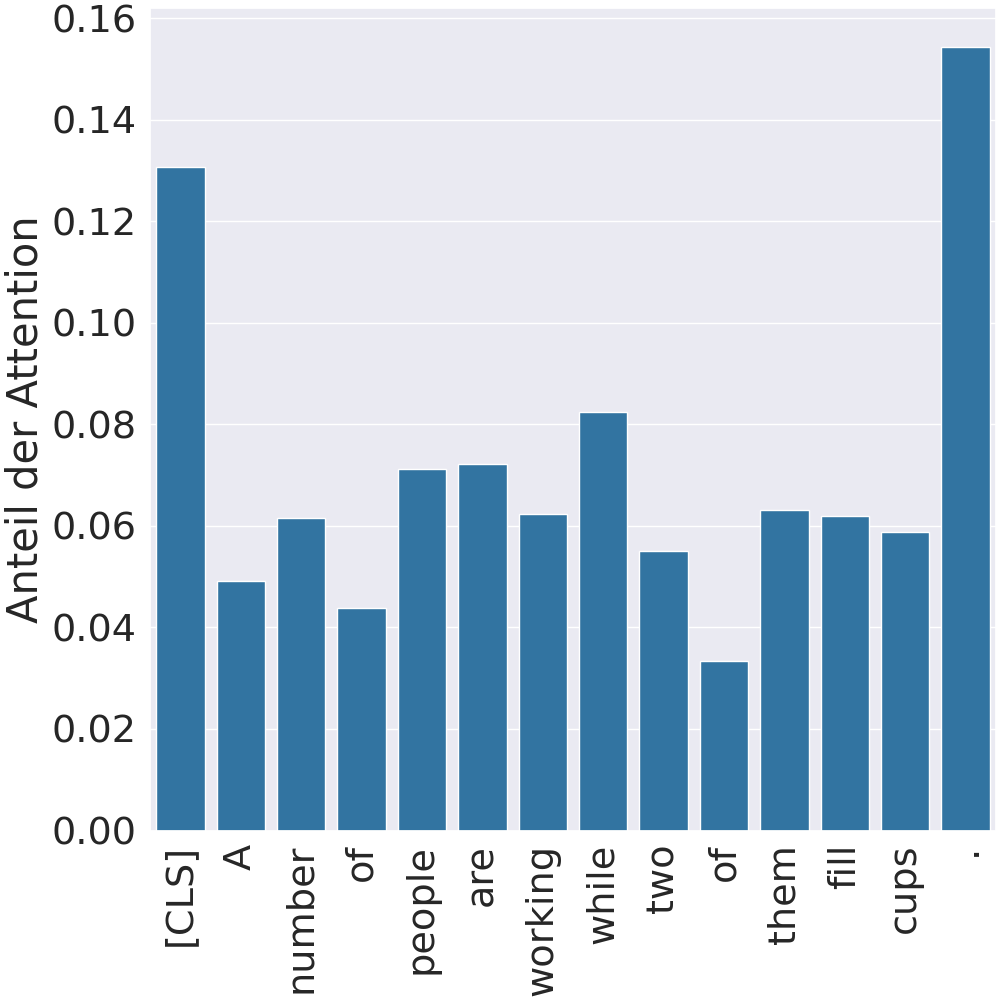 Anteil der Attention
0.16
0.14
0.12
0.10
0.08
0.06
0.04
0.02
0.00
[CLS]
A
number
of
people
are
working
while
two
of
them
fill
cups
.